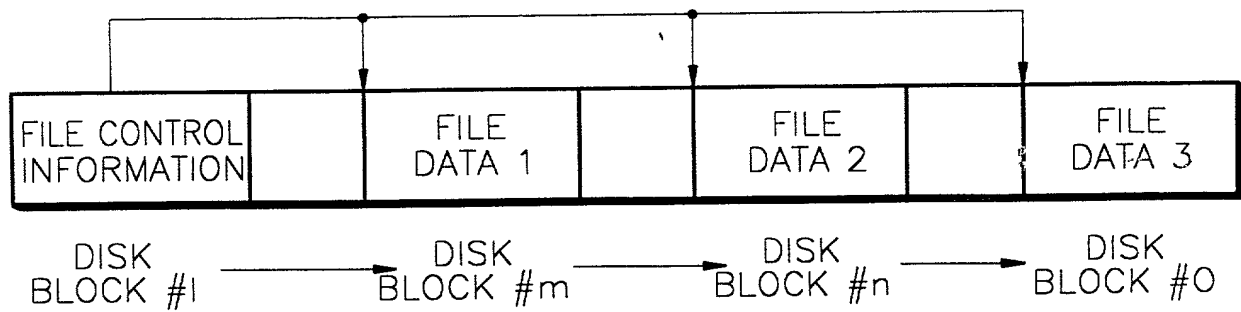 FILE CONTROL
INFORMATION
FILE
DATA 1
FILE
DATA 2
FILE
DATA 3
DISK
BLOCK #l
DISK
BLOCK #m
DISK
BLOCK #n
DISK
BLOCK #O